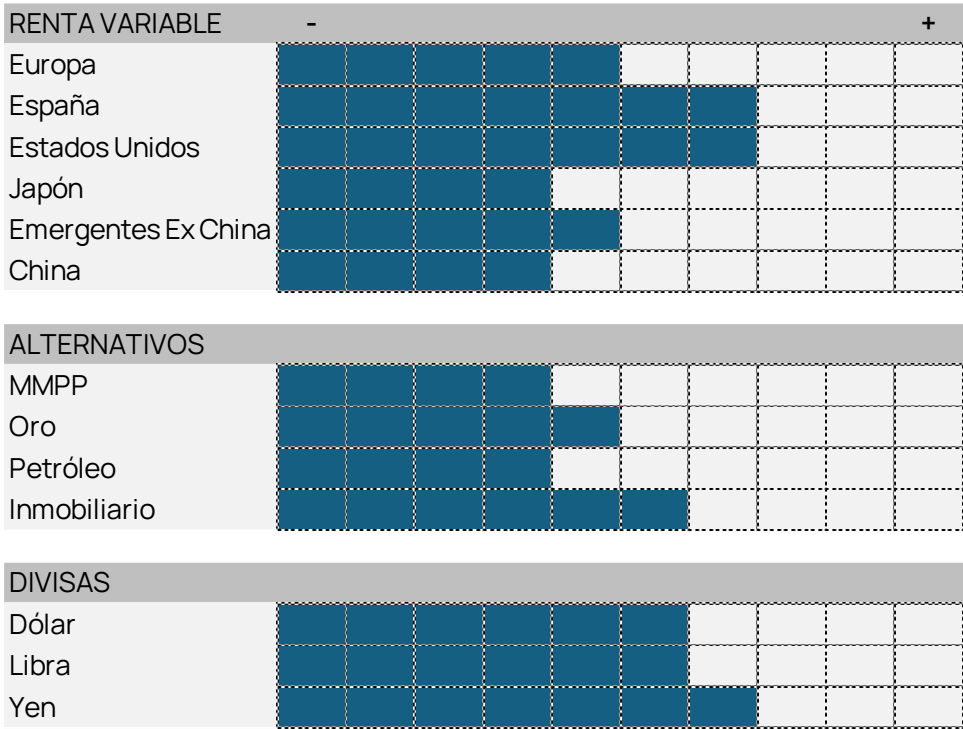 RENTA VARIABLE - +
Europa
España
Estados Unidos
Japón
Emergentes Ex China
China
ALTERNATIVOS
MMPP
Oro
Petróleo
Inmobiliario
DIVISAS
Dólar
Libra
Yen